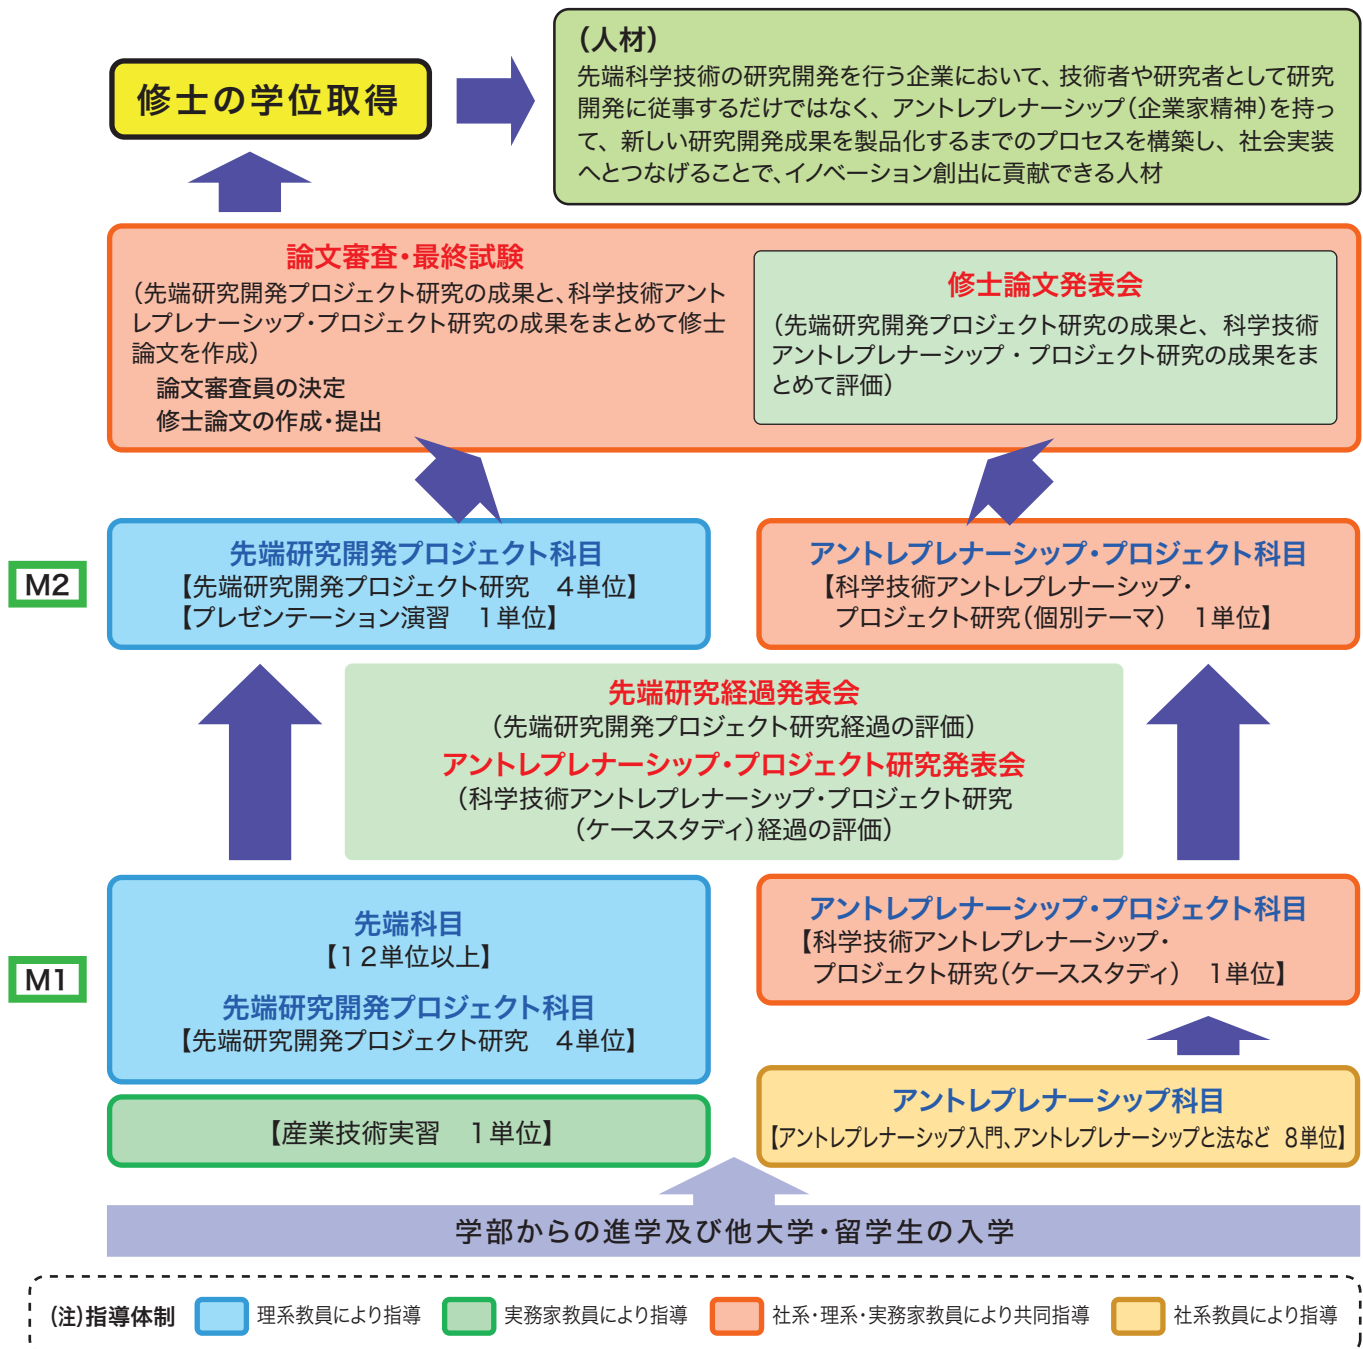 修士の学位取得
(人材)
先端科学技術の研究開発を行う企業において、技術者や研究者として研究
開発に従事するだけではなく、アントレプレナーシップ(企業家精神)を持っ
て、新しい研究開発成果を製品化するまでのプロセスを構築し、社会実装
へとつなげることで、イノベーション創出に貢献できる人材
論文審査・最終試験
(先端研究開発プロジェクト研究の成果と、科学技術アント
レプレナーシップ・プロジェクト研究の成果をまとめて修士
論文を作成)
論文審査員の決定
修士論文の作成・提出
修士論文発表会
(先端研究開発プロジェクト研究の成果と、科学技術
アントレプレナーシップ・プロジェクト研究の成果をま
とめて評価)
M2
先端研究開発プロジェクト科目
【先端研究開発プロジェクト研究 4単位】
【プレゼンテーション演習 1単位】
アントレプレナーシップ・プロジェクト科目
【科学技術アントレプレナーシップ・
プロジェクト研究(個別テーマ) 1単位】
先端研究経過発表会
(先端研究開発プロジェクト研究経過の評価)
アントレプレナーシップ・プロジェクト研究発表会
(科学技術アントレプレナーシップ・プロジェクト研究
(ケーススタディ)経過の評価)
M1
先端科目
【12単位以上】
先端研究開発プロジェクト科目
【先端研究開発プロジェクト研究 4単位】
アントレプレナーシップ・プロジェクト科目
【科学技術アントレプレナーシップ・
プロジェクト研究(ケーススタディ) 1単位】
【産業技術実習 1単位】
アントレプレナーシップ科目
【アントレプレナーシップ入門、アントレプレナーシップと法など 8単位】
学部からの進学及び他大学・留学生の入学
(注)指導体制 理系教員により指導 実務家教員により指導 社系・理系・実務家教員により共同指導 社系教員により指導